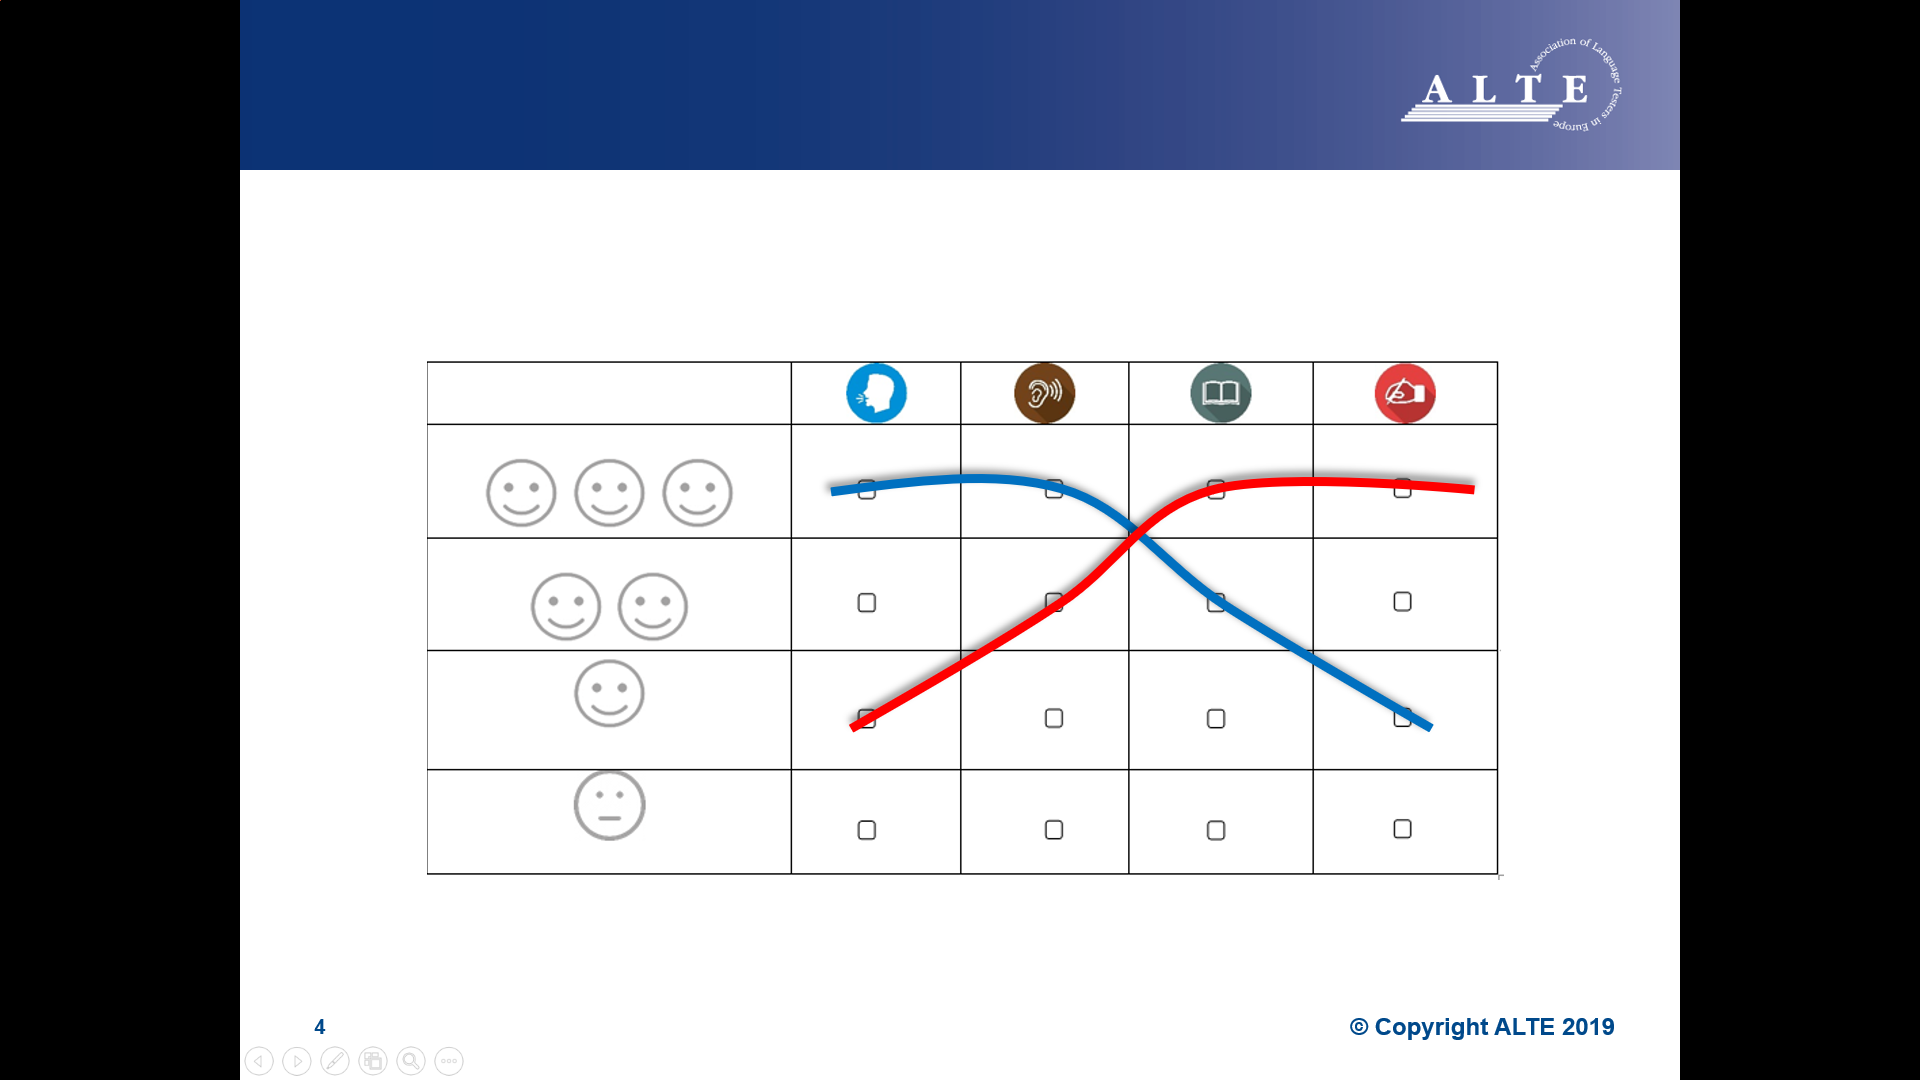 Association of Language Testers in Europe
ALTE
4
© Copyright ALTE 2019